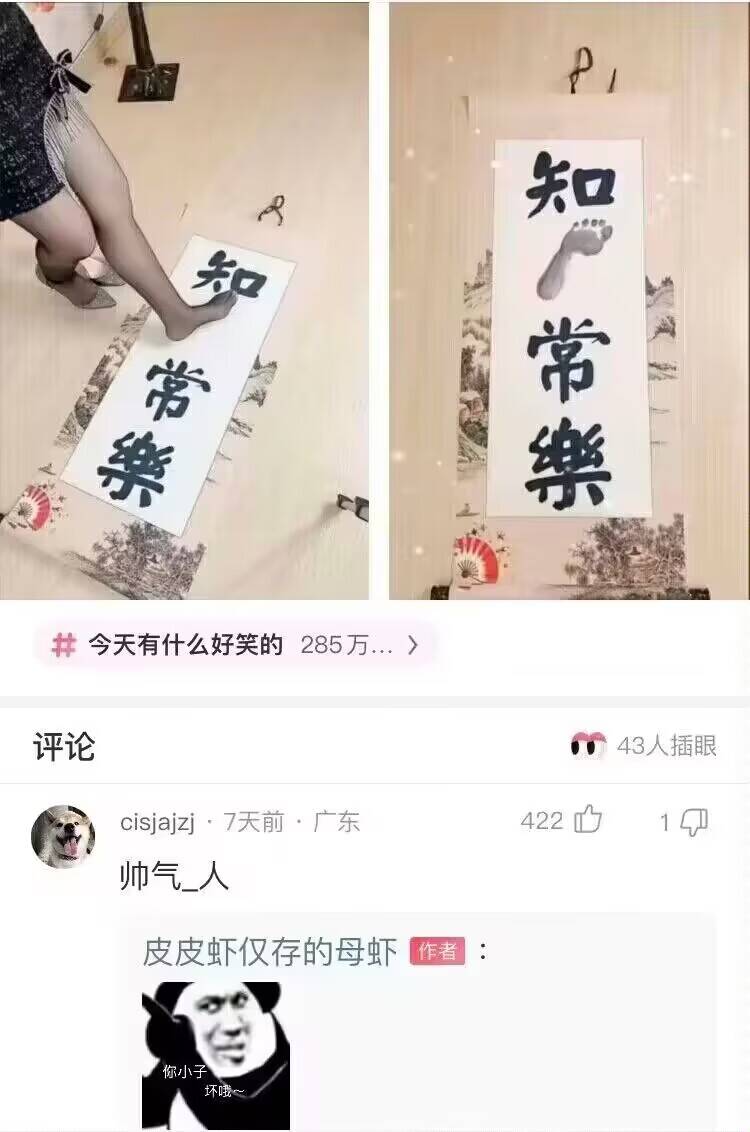 知
常
樂
知
常
樂
# 今天有什么好笑的 285万... >
评论
43人插眼
cisjajzj · 7天前 · 广东
422
1
帅气_人
皮皮虾仅存的母虾 作者 :
你小子
坏哦~